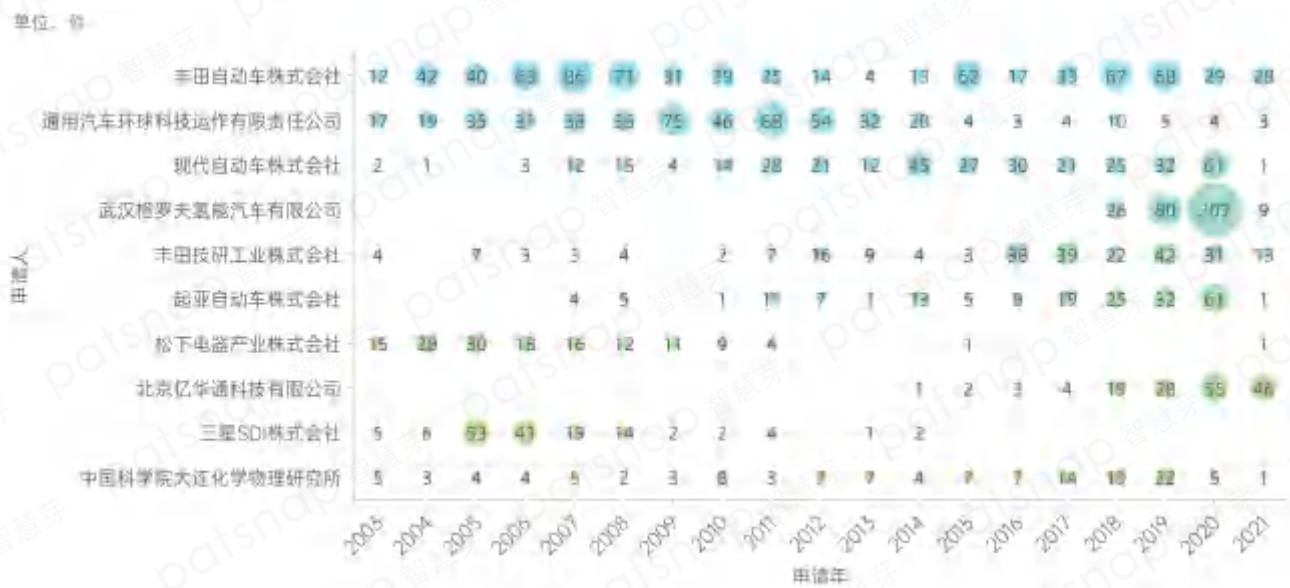 单位：件
丰田自动车株式会社 12 42 40 63 86 71 31 39 25 14 4 13 62 17 33 67 68 29 28
通用汽车环球科技运作有限责任公司 17 19 35 31 38 36 75 46 68 54 32 20 4 3 4 10 5 4 3
现代自动车株式会社 2 1 3 12 15 4 14 28 21 12 45 27 30 21 25 32 61 1
武汉格罗夫氢能汽车有限公司 26 80 9
丰田技研工业株式会社 4 7 3 3 4 2 7 16 9 4 3 38 39 22 42 31 13
起亚自动车株式会社 4 5 1 11 7 1 13 5 9 19 25 32 61 1
松下电器产业株式会社 15 28 30 18 16 12 11 9 4 1 1
北京亿华通科技有限公司 1 2 3 4 19 28 55 46
三星SDI株式会社 5 6 53 41 19 14 2 2 4 1 2
中国科学院大连化学物理研究所 5 3 4 4 5 2 3 3 7 7 4 7 7 14 22 5 1
申请人
2003 2004 2005 2006 2007 2008 2009 2010 2011 2012 2013 2014 2015 2016 2017 2018 2019 2020 2021
申请年
patsnap 智慧芽